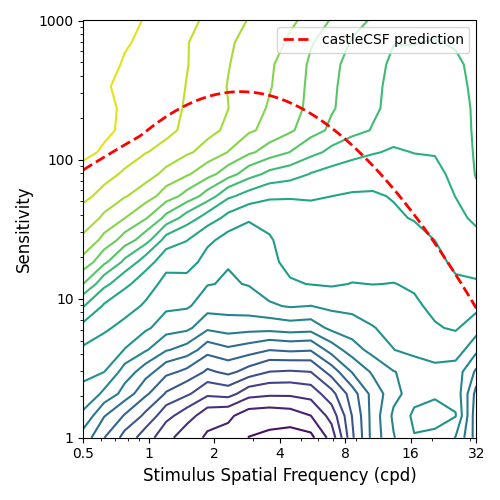 1000
castleCSF prediction
100
10
1
Sensitivity
0.5 1 2 4 8 16 32
Stimulus Spatial Frequency (cpd)